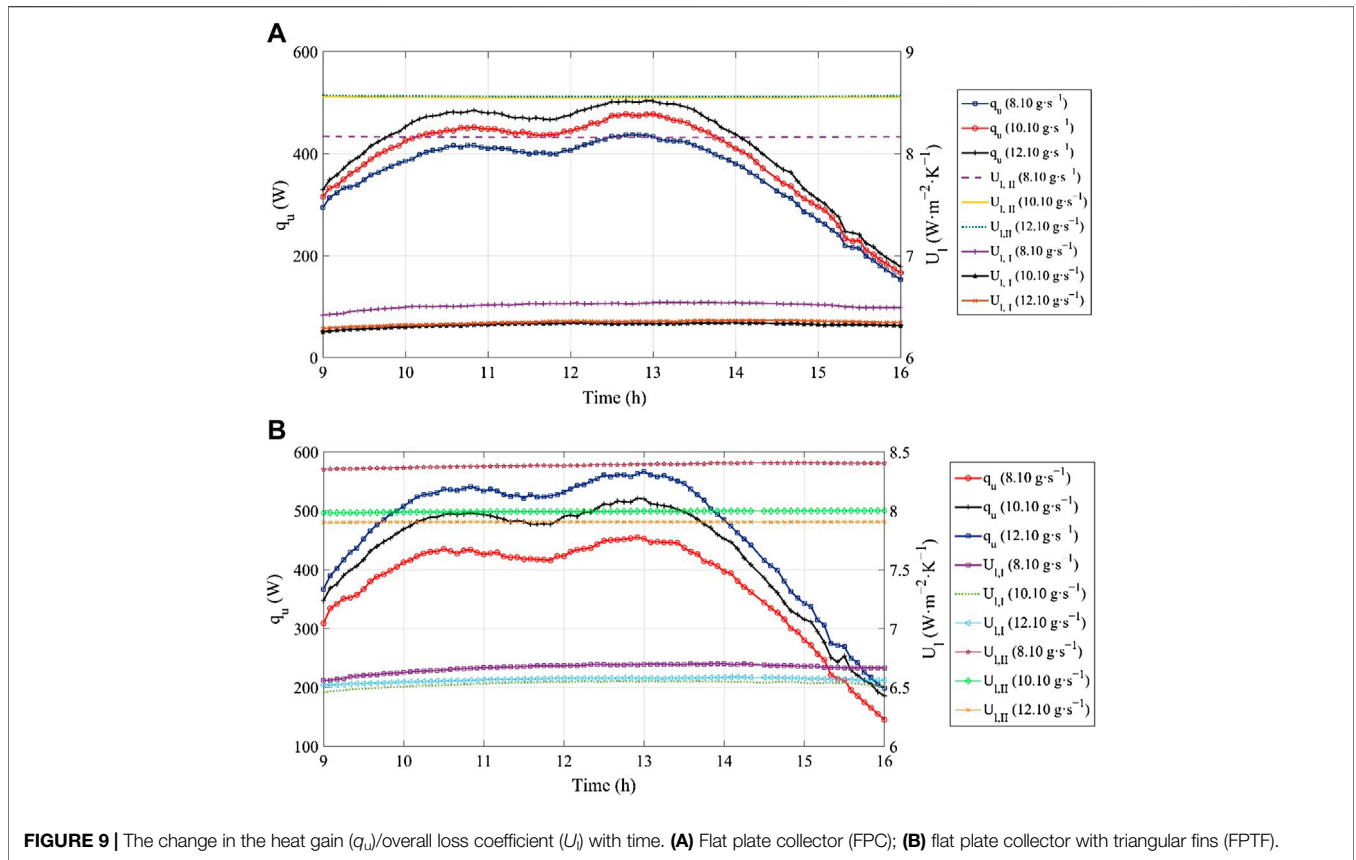 A
600
400
200
0
q_u (W)
9
8
7
6
U_l (W·m⁻²·K⁻¹)
9 10 11 12 13 14 15 16
Time (h)
q_u (8.10 g·s⁻¹)
q_u (10.10 g·s⁻¹)
q_u (12.10 g·s⁻¹)
U_l, II (8.10 g·s⁻¹)
U_l, II (10.10 g·s⁻¹)
U_l,II (12.10 g·s⁻¹)
U_l, I (8.10 g·s⁻¹)
U_l, I (10.10 g·s⁻¹)
U_l, I (12.10 g·s⁻¹)
B
600
500
400
300
200
100
q_u (W)
8.5
8
7.5
7
6.5
6
U_l (W·m⁻²·K⁻¹)
9 10 11 12 13 14 15 16
Time (h)
q_u (8.10 g·s⁻¹)
q_u (10.10 g·s⁻¹)
q_u (12.10 g·s⁻¹)
U_l,I (8.10 g·s⁻¹)
U_l,I (10.10 g·s⁻¹)
U_l,I (12.10 g·s⁻¹)
U_l,II (8.10 g·s⁻¹)
U_l,II (10.10 g·s⁻¹)
U_l,II (12.10 g·s⁻¹)
FIGURE 9 | The change in the heat gain (q_u)/overall loss coefficient (U_l) with time. (A) Flat plate collector (FPC); (B) flat plate collector with triangular fins (FPTF).